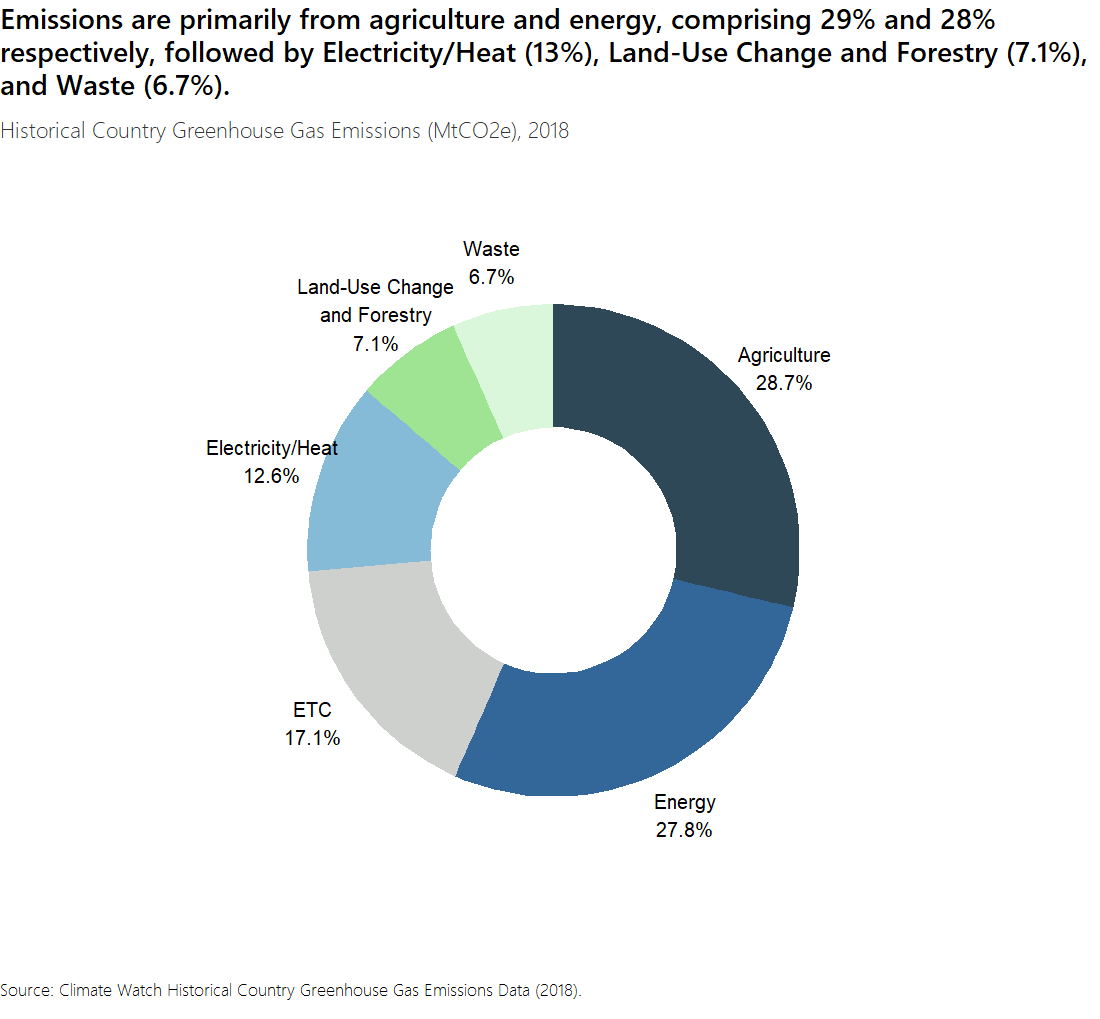 Emissions are primarily from agriculture and energy, comprising 29% and 28%
respectively, followed by Electricity/Heat (13%), Land-Use Change and Forestry (7.1%),
and Waste (6.7%).
Historical Country Greenhouse Gas Emissions (MtCO2e), 2018
Waste
6.7%
Land-Use Change
and Forestry
7.1%
Agriculture
28.7%
Electricity/Heat
12.6%
ETC
17.1%
Energy
27.8%
Source: Climate Watch Historical Country Greenhouse Gas Emissions Data (2018).